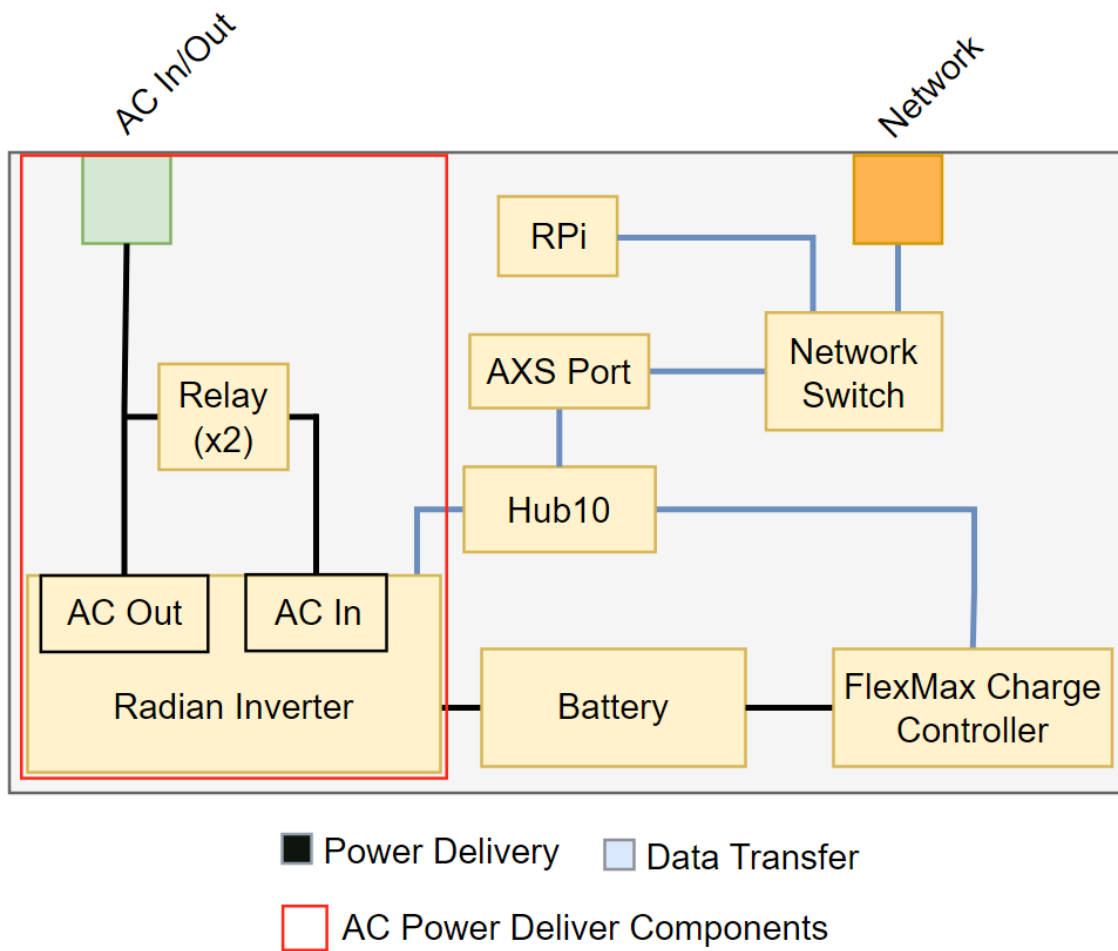 AC In/Out
Network
RPi
Network
Switch
AXS Port
Relay
(x2)
Hub10
AC Out
AC In
Radian Inverter
Battery
FlexMax Charge
Controller
Power Delivery
Data Transfer
AC Power Deliver Components